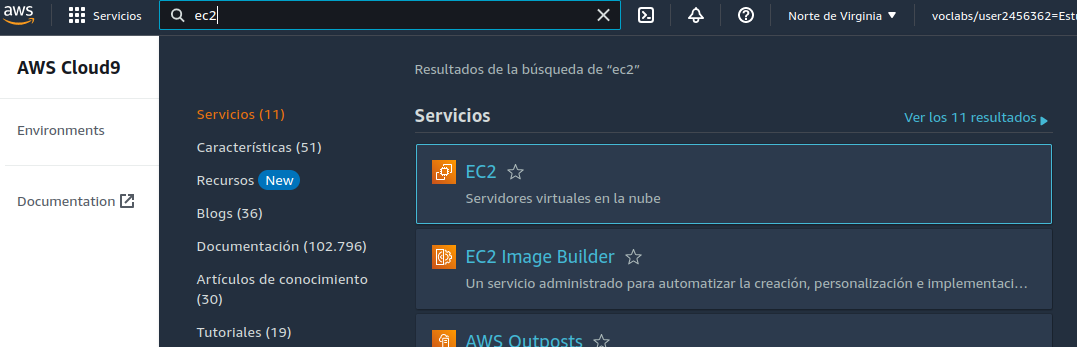 aws
Servicios
ec2
Norte de Virginia
voclabs/user2456362=Est
AWS Cloud9
Environments
Documentation
Resultados de la búsqueda de “ec2”
Servicios (11)
Características (51)
Recursos New
Blogs (36)
Documentación (102.796)
Artículos de conocimiento
(30)
Tutoriales (19)
Servicios
Ver los 11 resultados
EC2
Servidores virtuales en la nube
EC2 Image Builder
Un servicio administrado para automatizar la creación, personalización e implementaci…
AWS Outposts